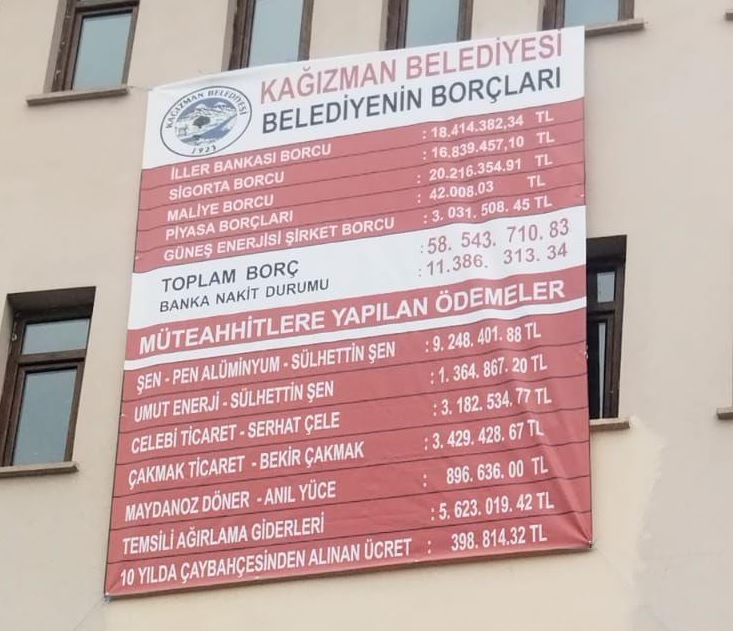 KAĞIZMAN BELEDİYESİ
1923
KAĞIZMAN BELEDİYESİ
BELEDİYENİN BORÇLARI
İLLER BANKASI BORCU : 18.414.382,34 TL
SİGORTA BORCU : 16.839.457,10 TL
MALİYE BORCU : 20.216.354.91 TL
PİYASA BORÇLARI : 42.008.03 TL
GÜNEŞ ENERJİSİ ŞİRKET BORCU : 3. 031. 508. 45 TL
TOPLAM BORÇ :58. 543. 710. 83
BANKA NAKİT DURUMU :11.386. 313. 34
MÜTEAHHİTLERE YAPILAN ÖDEMELER
ŞEN - PEN ALÜMİNYUM - SÜLHETTİN ŞEN : 9. 248. 401. 88 TL
UMUT ENERJİ - SÜLHETTİN ŞEN : 1. 364. 867. 20 TL
CELEBİ TİCARET - SERHAT ÇELE : 3. 182. 534. 77 TL
ÇAKMAK TİCARET - BEKİR ÇAKMAK : 3. 429. 428. 67 TL
MAYDANOZ DÖNER - ANIL YÜCE 896. 636. 00 TL
TEMSİLİ AĞIRLAMA GİDERLERİ : 5. 623. 019. 42 TL
10 YILDA ÇAYBAHÇESİNDEN ALINAN ÜCRET : 398. 814.32 TL